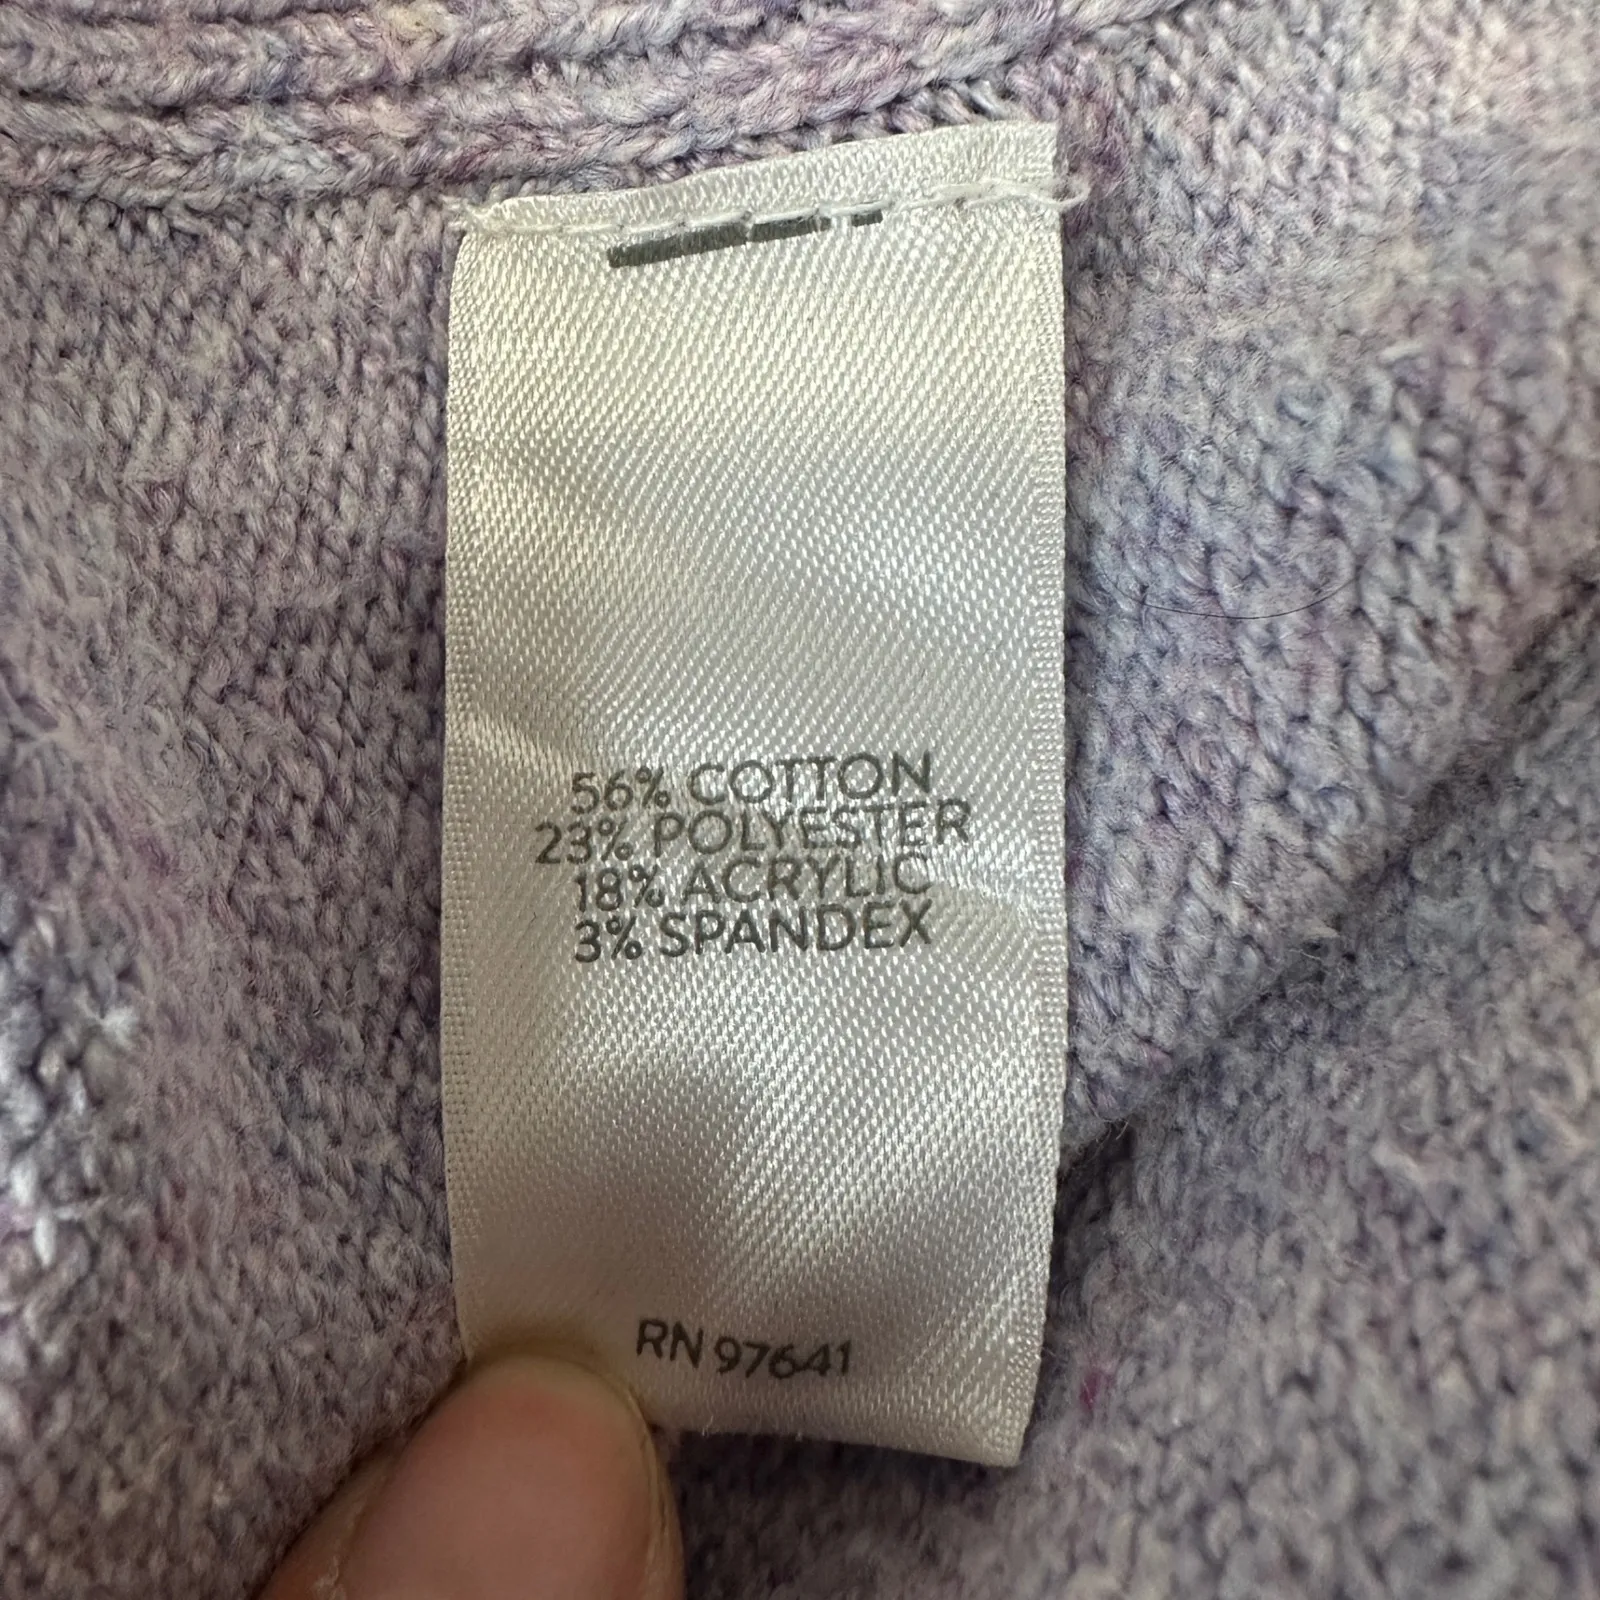 56% COTTON
23% POLYESTER
18% ACRYLIC
3% SPANDEX
RN 97641